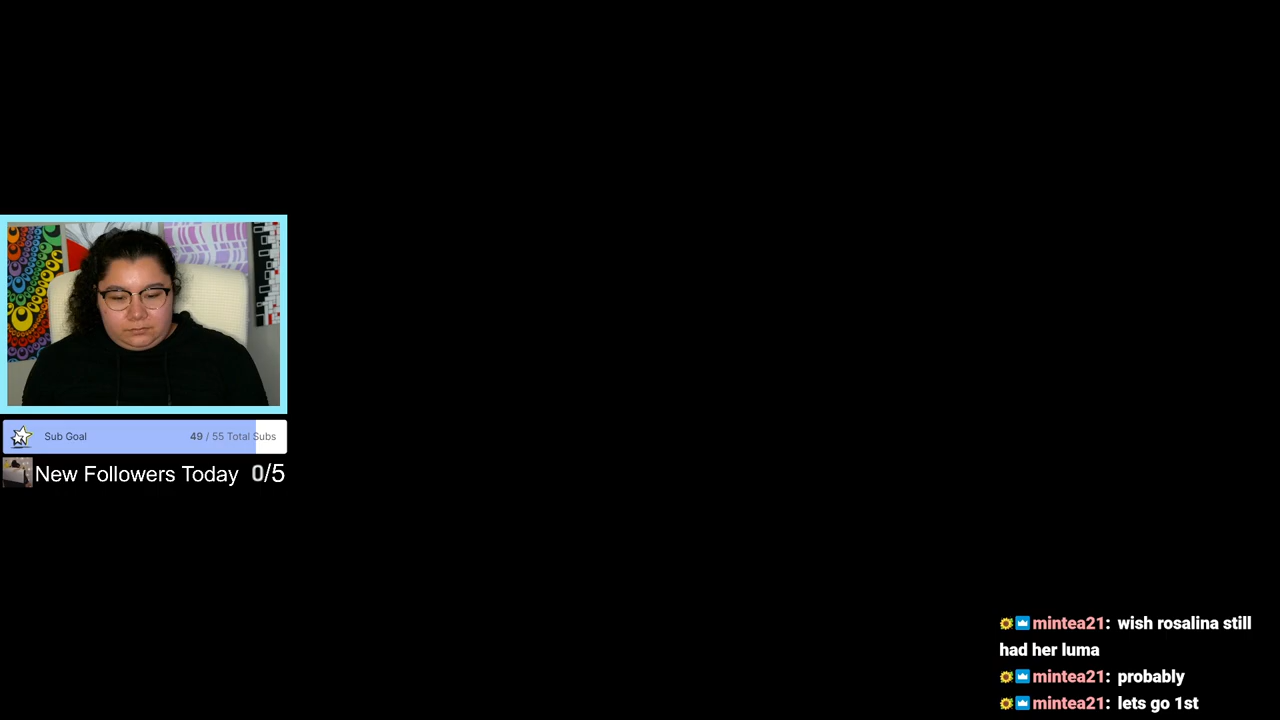 Sub Goal 49 / 55 Total Subs
New Followers Today 0/5
mintea21: wish rosalina still
had her luma
mintea21: probably
mintea21: lets go 1st